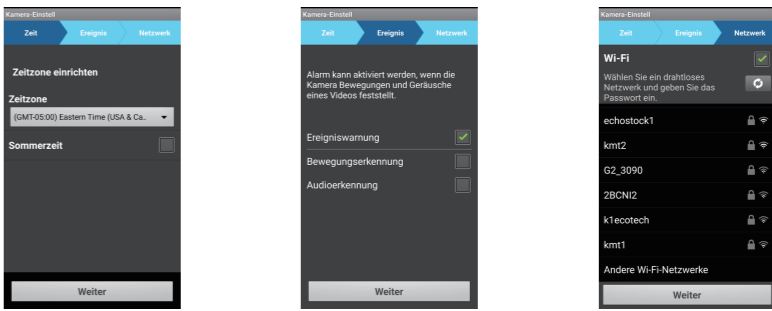 Kamera-Einstell
Zeit Ereignis Netzwerk
Zeitzone einrichten
Zeitzone
(GMT-05:00) Eastern Time (USA & Ca..
Sommerzeit
Weiter
Kamera-Einstell
Zeit Ereignis Netzwerk
Alarm kann aktiviert werden, wenn die
Kamera Bewegungen und Geräusche
eines Videos feststellt.
Ereigniswarnung
Bewegungserkennung
Audioerkennung
Weiter
Kamera-Einstell
Zeit Ereignis Netzwerk
Wi-Fi
Wählen Sie ein drahtloses
Netzwerk und geben Sie das
Passwort ein.
echostock1
kmt2
G2_3090
2BCNI2
k1ecotech
kmt1
Andere Wi-Fi-Netzwerke
Weiter